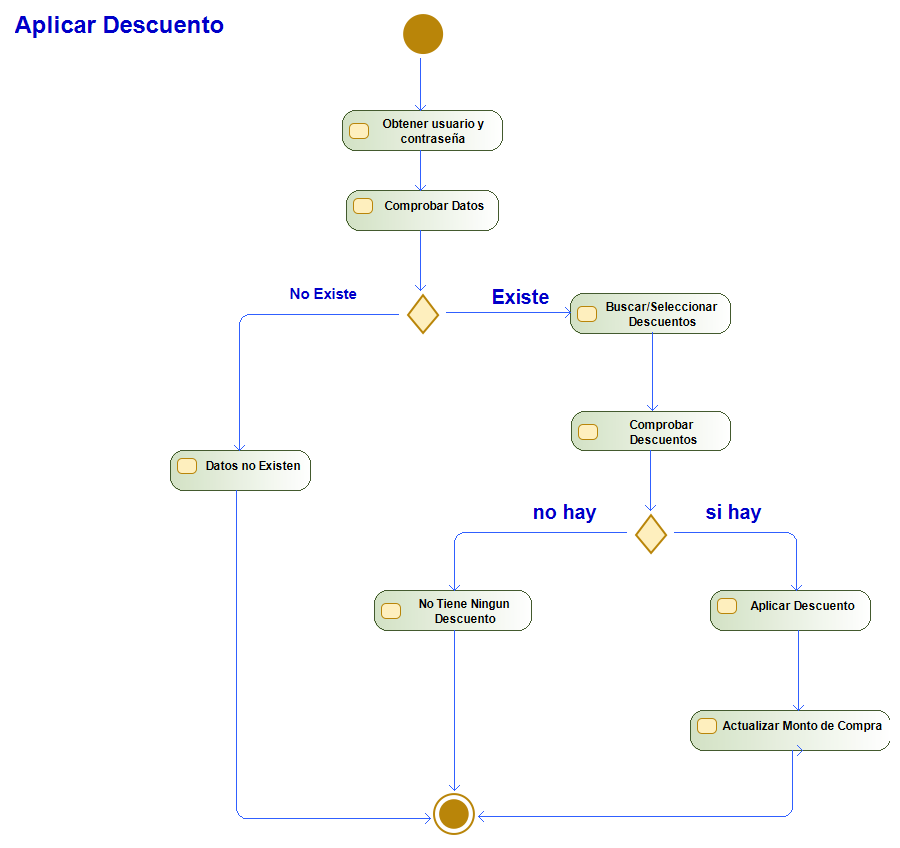 Aplicar Descuento
Obtener usuario y
contraseña
Comprobar Datos
No Existe
Existe
Buscar/Seleccionar
Descuentos
Comprobar
Descuentos
Datos no Existen
no hay
si hay
No Tiene Ningun
Descuento
Aplicar Descuento
Actualizar Monto de Compra